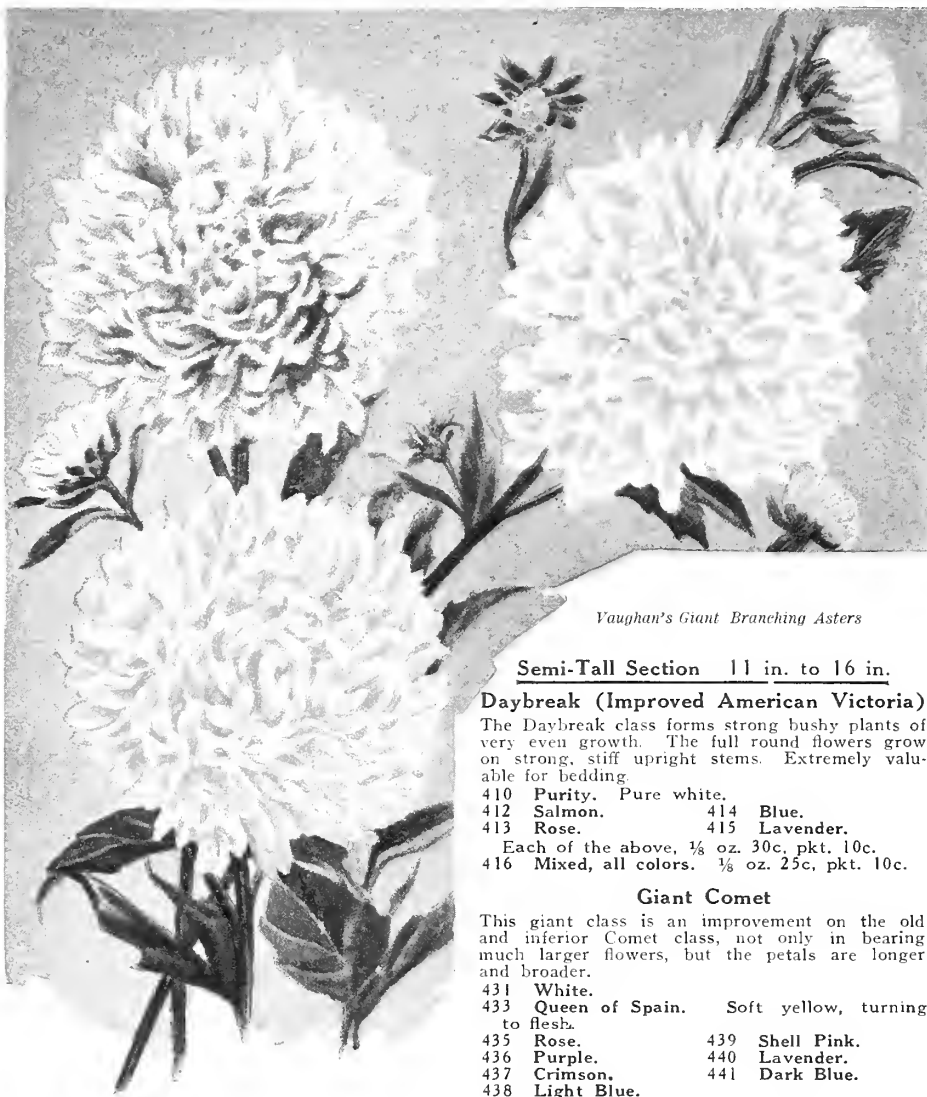 Vaughan's Giant Branching Asters
Semi-Tall Section 11 in. to 16 in.
Daybreak (Improved American Victoria)
The Daybreak class forms strong bushy plants of
very even growth. The full round flowers grow
on strong, stiff upright stems. Extremely valu-
able for bedding.
410 Purity. Pure white.
412 Salmon. 414 Blue.
413 Rose. 415 Lavender.
Each of the above, ⅛ oz. 30c, pkt. 10c.
416 Mixed, all colors. ⅛ oz. 25c, pkt. 10c.
Giant Comet
This giant class is an improvement on the old
and inferior Comet class, not only in bearing
much larger flowers, but the petals are longer
and broader.
431 White.
433 Queen of Spain. Soft yellow, turning
to flesh.
435 Rose. 439 Shell Pink.
436 Purple. 440 Lavender.
437 Crimson. 441 Dark Blue.
438 Light Blue.